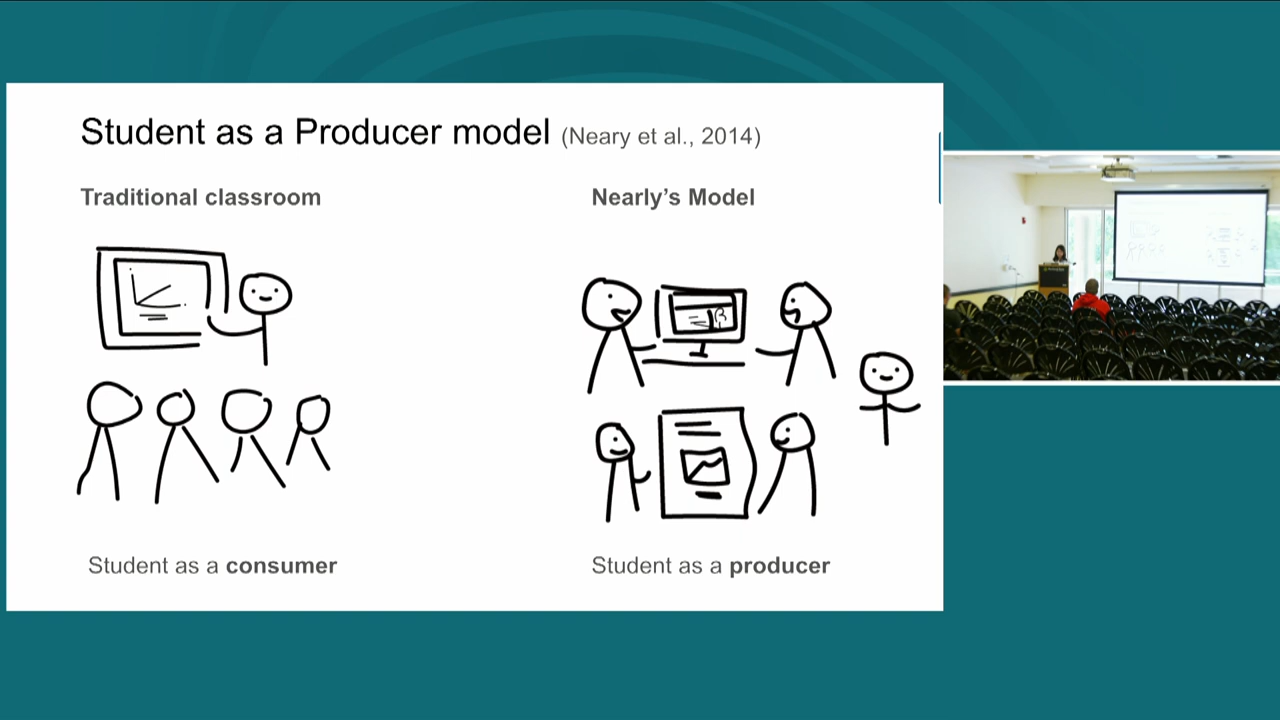 Student as a Producer model (Neary et al., 2014)
Traditional classroom
Nearly's Model
Student as a consumer
Student as a producer